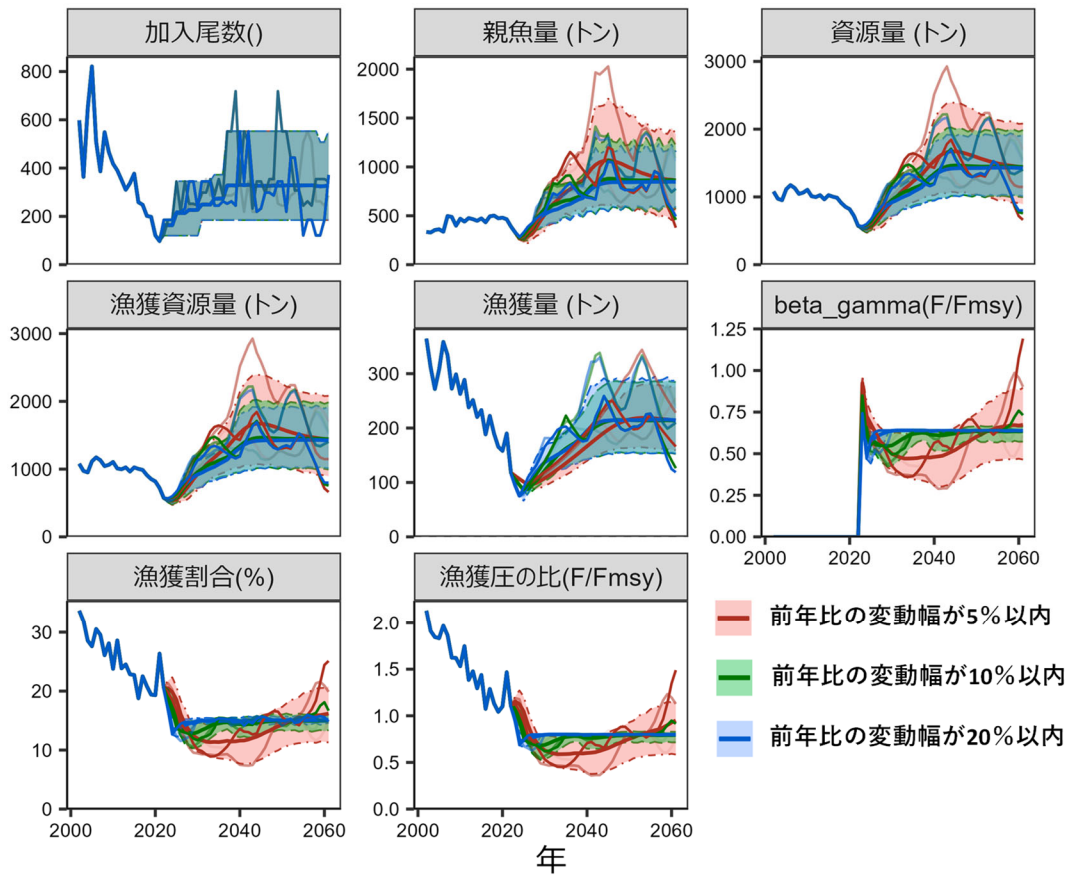 加入尾数()
800
600
400
200
0
親魚量 (トン)
2000
1500
1000
500
0
資源量 (トン)
3000
2000
1000
0
漁獲資源量 (トン)
3000
2000
1000
0
漁獲量 (トン)
300
200
100
0
beta_gamma(F/Fmsy)
1.25
1.00
0.75
0.50
0.25
0.00
2000 2020 2040 2060
漁獲割合(%)
30
20
10
0
2000 2020 2040 2060
漁獲圧の比(F/Fmsy)
2.0
1.5
1.0
0.5
0.0
2000 2020 2040 2060
前年比の変動幅が5%以内
前年比の変動幅が10%以内
前年比の変動幅が20%以内
年